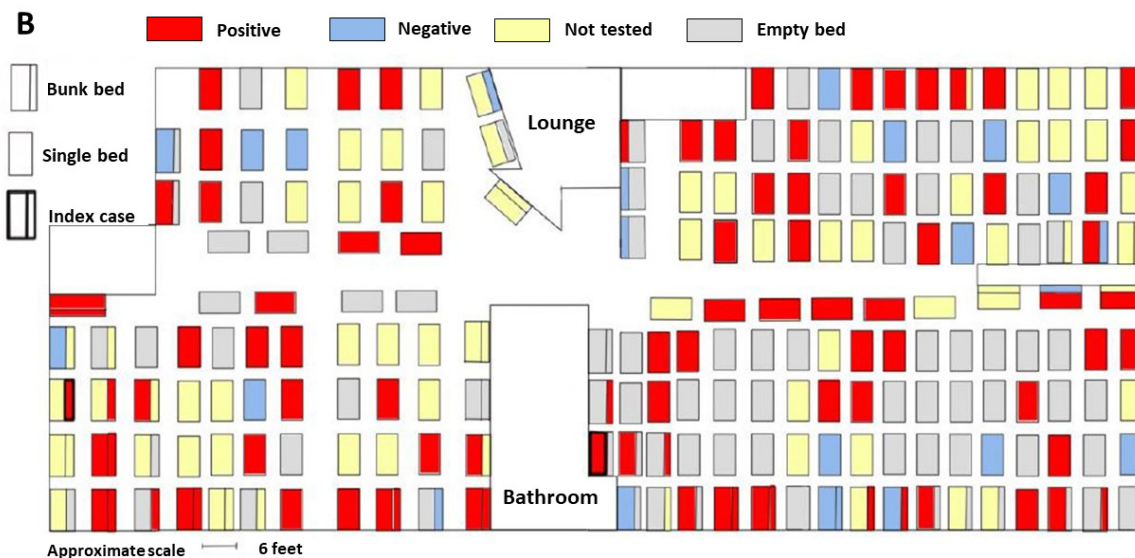 B
Positive
Negative
Not tested
Empty bed
Bunk bed
Single bed
Index case
Lounge
Bathroom
Approximate scale
6 feet